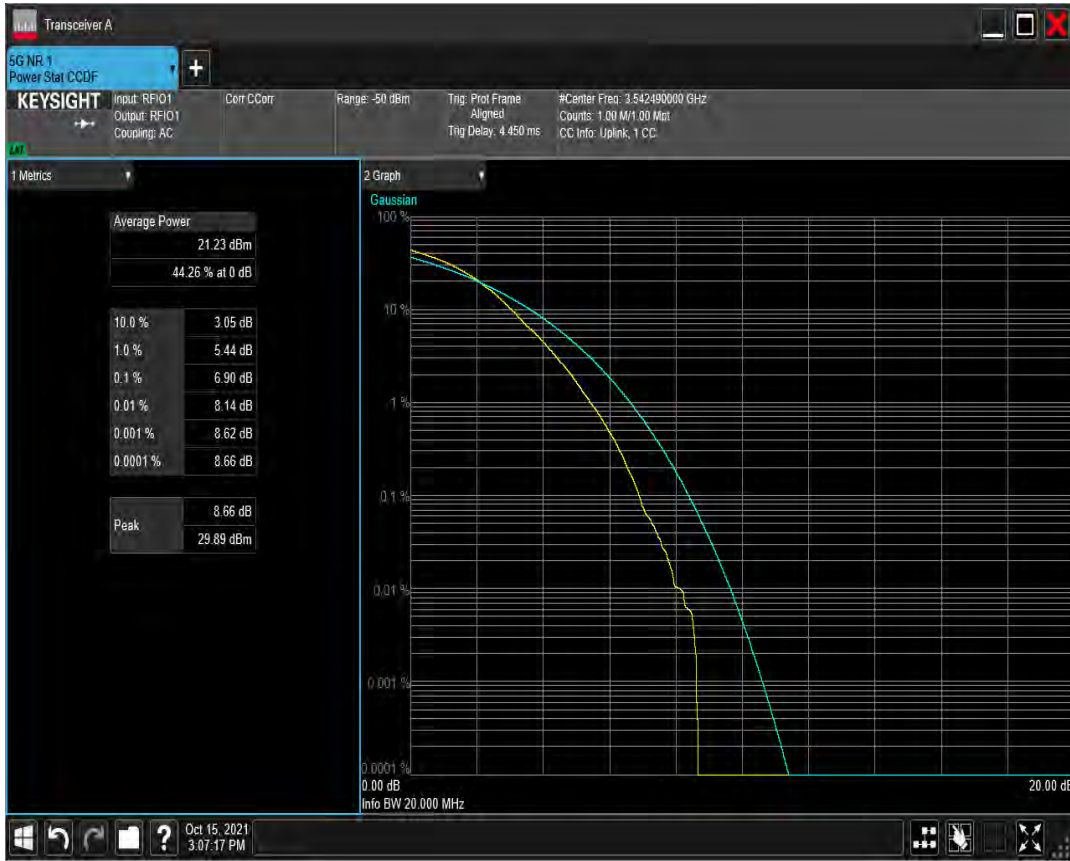 Transceiver A
5G NR 1
Power Stat CCDF
+
KEYSIGHT
Input: RFIO1
Output: RFIO1
Coupling: AC
Corr CCorr
Range: -50 dBm
Trig: Prot Frame
Aligned
Trig Delay: 4.450 ms
#Center Freq: 3.542490000 GHz
Counts: 1.00 M/1.00 Mpt
CC Info: Uplink, 1 CC
1 Metrics
Average Power
21.23 dBm
44.26 % at 0 dB
10.0 % 3.05 dB
1.0 % 5.44 dB
0.1 % 6.90 dB
0.01 % 8.14 dB
0.001 % 8.62 dB
0.0001 % 8.66 dB
Peak
8.66 dB
29.89 dBm
2 Graph
Gaussian
100 %
10 %
1 %
0.1 %
0.01 %
0.001 %
0.0001 %
0.00 dB 20.00 dB
Info BW 20.000 MHz
?
Oct 15, 2021
3:07:17 PM